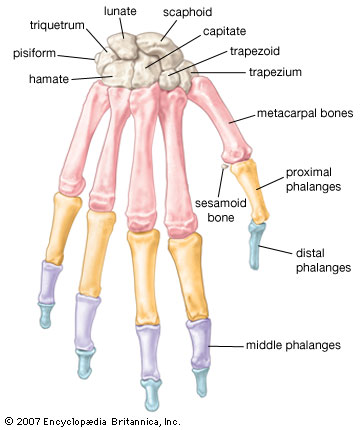 lunate
scaphoid
triquetrum
capitate
pisiform
trapezoid
hamate
trapezium
metacarpal bones
proximal
phalanges
sesamoid
bone
distal
phalanges
middle phalanges
© 2007 Encyclopædia Britannica, Inc.